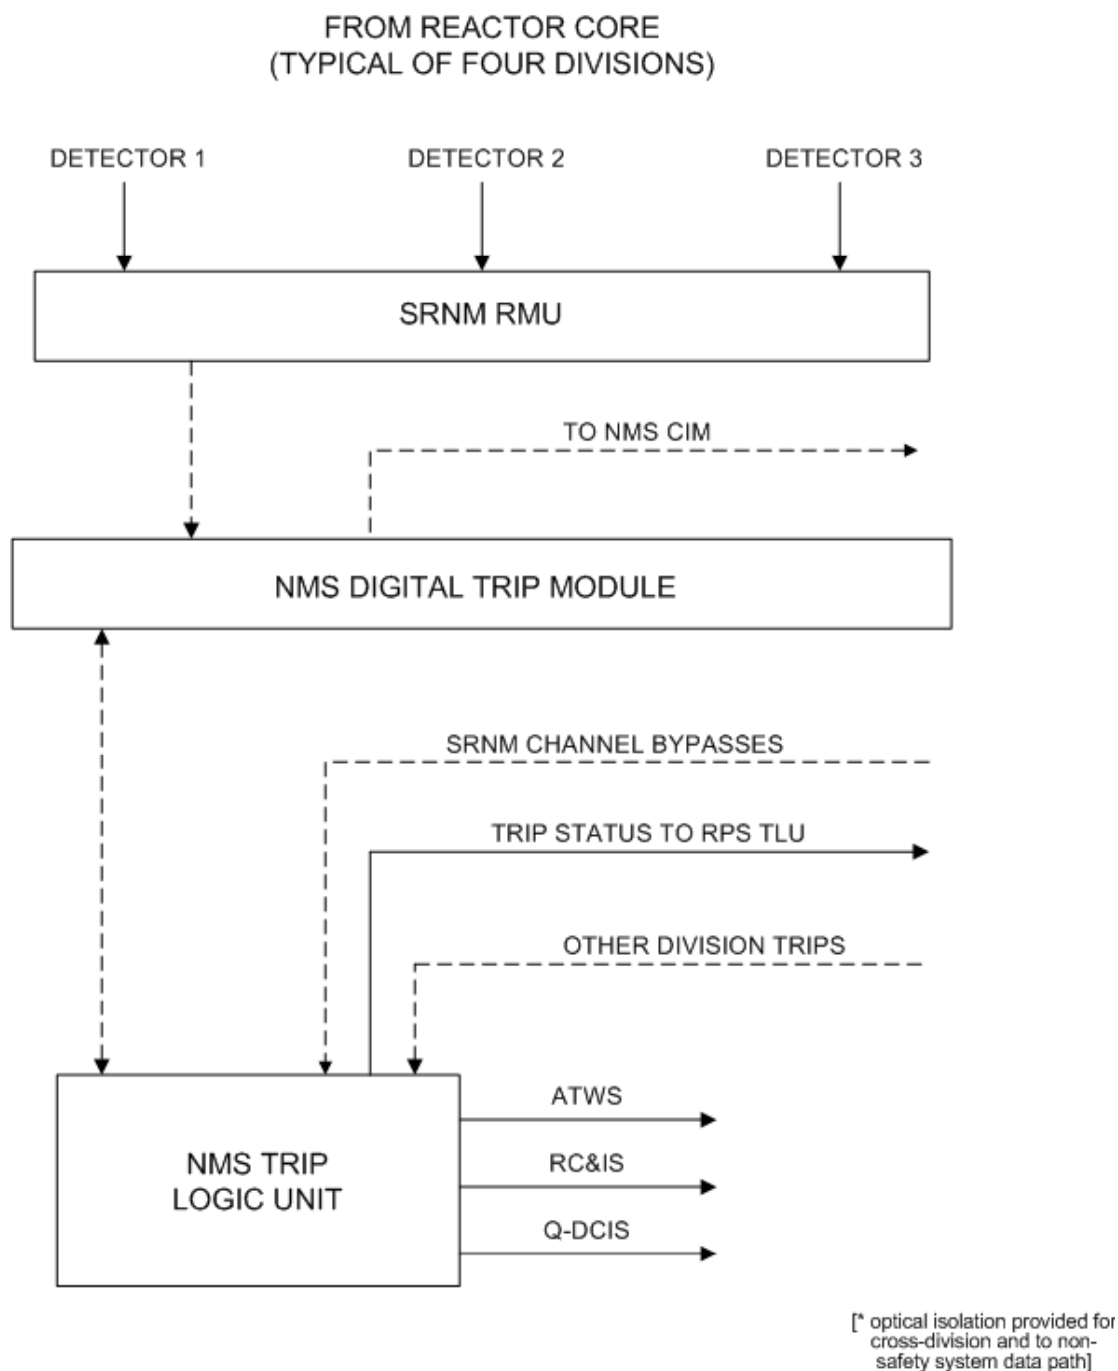 FROM REACTOR CORE
(TYPICAL OF FOUR DIVISIONS)
DETECTOR 1
DETECTOR 2
DETECTOR 3
SRNM RMU
TO NMS CIM
NMS DIGITAL TRIP MODULE
SRNM CHANNEL BYPASSES
TRIP STATUS TO RPS TLU
OTHER DIVISION TRIPS
NMS TRIP
LOGIC UNIT
ATWS
RC&IS
Q-DCIS
[* optical isolation provided for
cross-division and to non-
safety system data path]